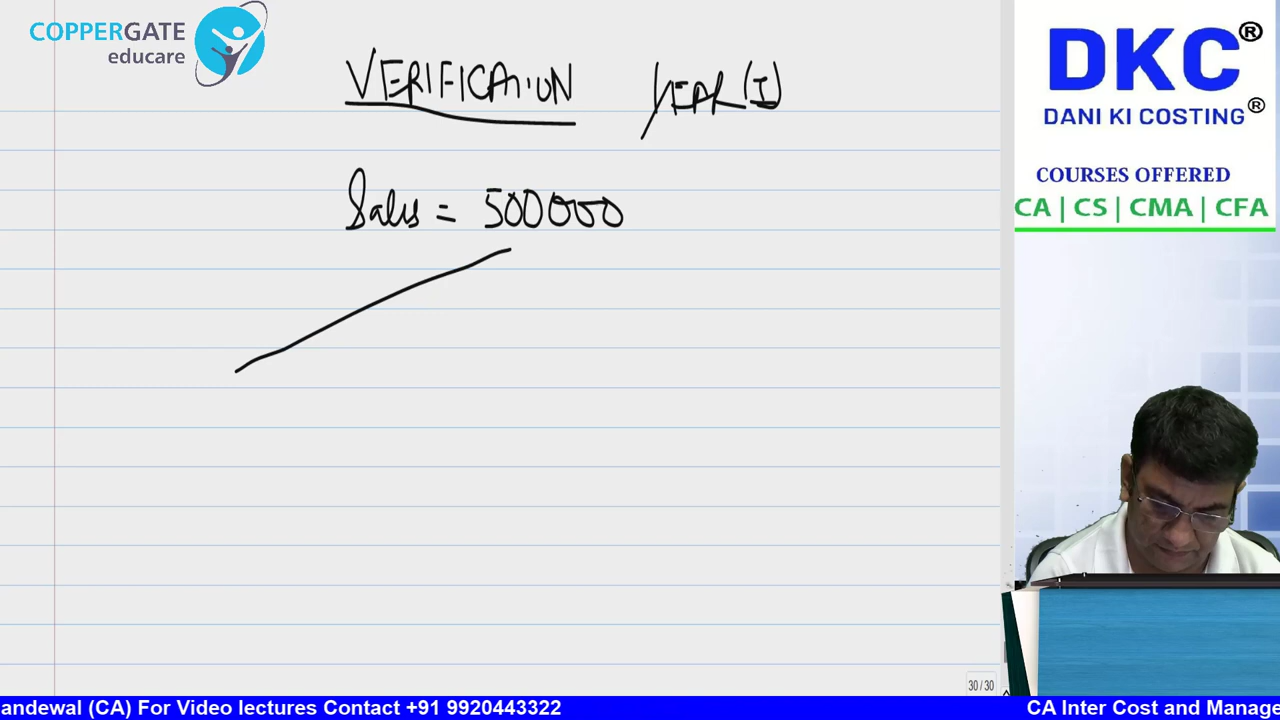 COPPERGATE
educare
VERIFICATION YEAR (I)
Sales = 500000
DKC®
DANI KI COSTING®
COURSES OFFERED
CA | CS | CMA | CFA
30 / 30
andewal (CA) For Video lectures Contact +91 9920443322
CA Inter Cost and Manage